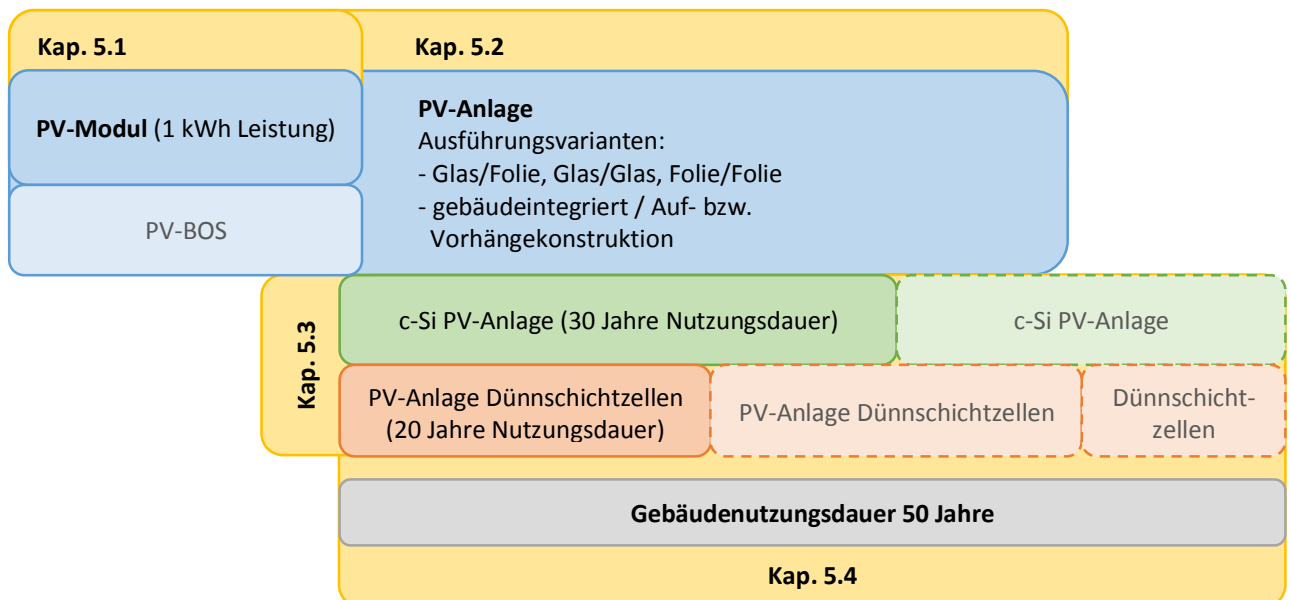 Kap. 5.1
Kap. 5.2
PV-Modul (1 kWh Leistung)
PV-BOS
PV-Anlage
Ausführungsvarianten:
- Glas/Folie, Glas/Glas, Folie/Folie
- gebäudeintegriert / Auf- bzw.
Vorhängekonstruktion
Kap. 5.3
c-Si PV-Anlage (30 Jahre Nutzungsdauer)
c-Si PV-Anlage
PV-Anlage Dünnschichtzellen
(20 Jahre Nutzungsdauer)
PV-Anlage Dünnschichtzellen
Dünnschicht-
zellen
Gebäudenutzungsdauer 50 Jahre
Kap. 5.4